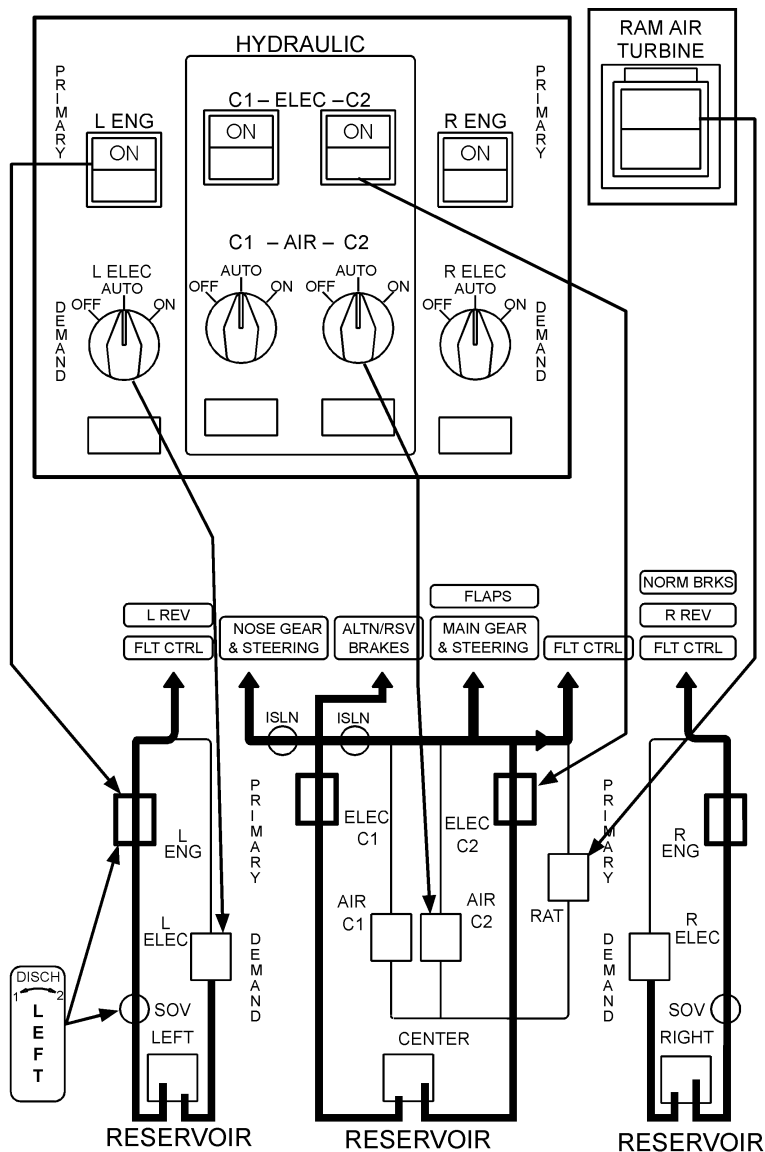 HYDRAULIC
RAM AIR
TURBINE
PRIMARY
C1 – ELEC – C2
PRIMARY
L ENG
ON
ON
ON
R ENG
ON
C1 – AIR – C2
L ELEC
AUTO
OFF
ON
AUTO
OFF
ON
AUTO
OFF
ON
R ELEC
AUTO
OFF
ON
DEMAND
DEMAND
NORM BRKS
FLAPS
L REV
R REV
FLT CTRL
NOSE GEAR
& STEERING
ALTN/RSV
BRAKES
MAIN GEAR
& STEERING
FLT CTRL
FLT CTRL
ISLN
ISLN
PRIMARY
PRIMARY
L
ENG
ELEC
C1
ELEC
C2
R
ENG
AIR
C1
AIR
C2
RAT
L
ELEC
R
ELEC
DEMAND
DEMAND
DISCH
1 2
LEFT
SOV
SOV
LEFT
CENTER
RIGHT
RESERVOIR
RESERVOIR
RESERVOIR